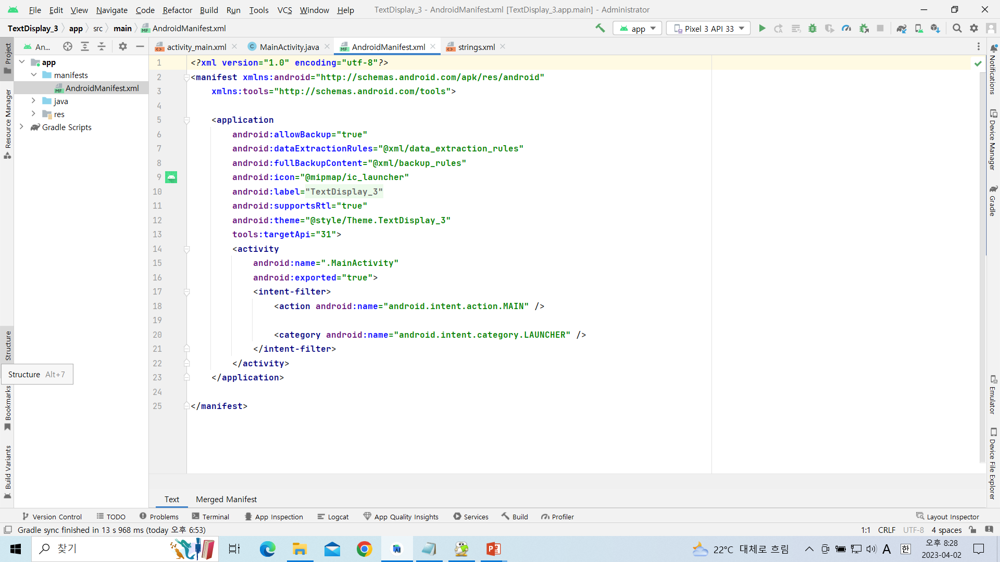 File Edit View Navigate Code Refactor Build Run Tools VCS Window Help TextDisplay_3 - AndroidManifest.xml [TextDisplay_3.app.main] - Administrator
TextDisplay_3 app src main AndroidManifest.xml app Pixel 3 API 33
An... activity_main.xml MainActivity.java AndroidManifest.xml strings.xml
Project
Resource Manager
Structure
Bookmarks
Build Variants
app
manifests
AndroidManifest.xml
java
res
Gradle Scripts
Structure Alt+7
1 <?xml version="1.0" encoding="utf-8"?>
2 <manifest xmlns:android="http://schemas.android.com/apk/res/android"
3 xmlns:tools="http://schemas.android.com/tools">
4
5 <application
6 android:allowBackup="true"
7 android:dataExtractionRules="@xml/data_extraction_rules"
8 android:fullBackupContent="@xml/backup_rules"
9 android:icon="@mipmap/ic_launcher"
10 android:label="TextDisplay_3"
11 android:supportsRtl="true"
12 android:theme="@style/Theme.TextDisplay_3"
13 tools:targetApi="31">
14 <activity
15 android:name=".MainActivity"
16 android:exported="true">
17 <intent-filter>
18 <action android:name="android.intent.action.MAIN" />
19
20 <category android:name="android.intent.category.LAUNCHER" />
21 </intent-filter>
22 </activity>
23 </application>
24
25 </manifest>
Notifications
Device Manager
Gradle
Emulator
Device File Explorer
Text Merged Manifest
Version Control TODO Problems Terminal App Inspection Logcat App Quality Insights Services Build Profiler Layout Inspector
Gradle sync finished in 13 s 968 ms (today 오후 6:53) 1:1 CRLF UTF-8 4 spaces
찾기 22°C 대체로 흐림 A 한 오후 8:28
2023-04-02